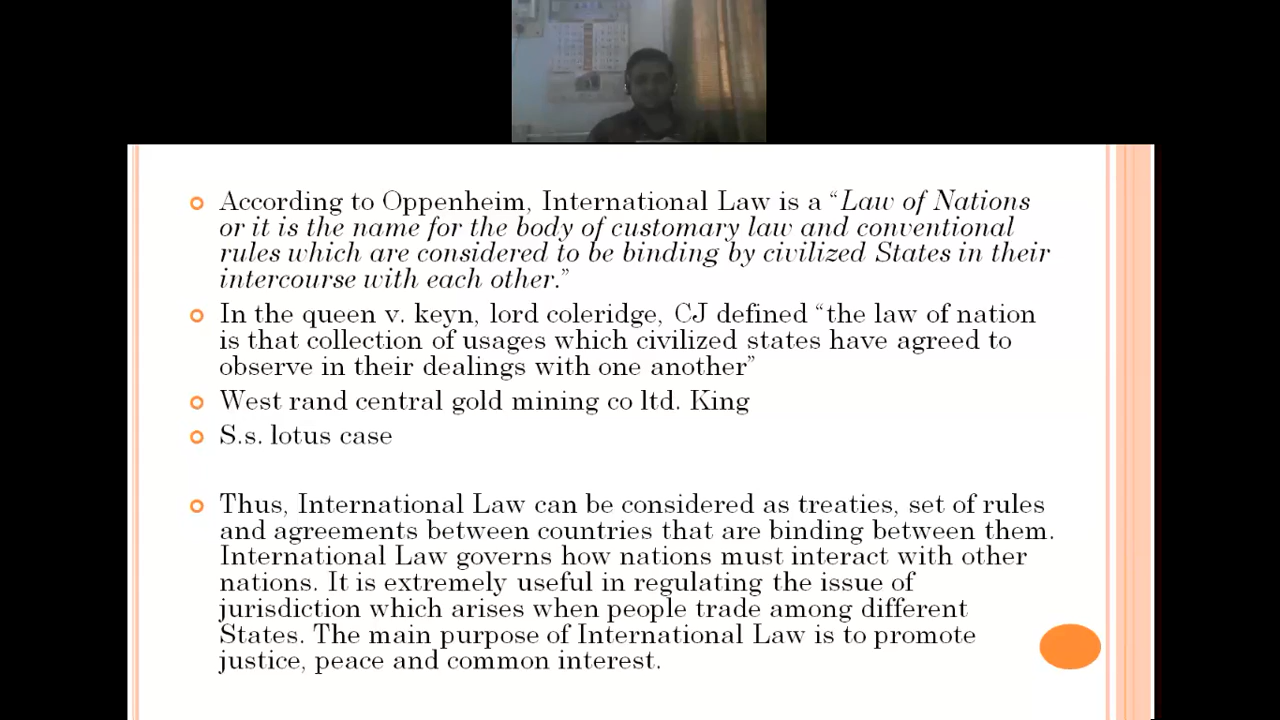 According to Oppenheim, International Law is a “Law of Nations
or it is the name for the body of customary law and conventional
rules which are considered to be binding by civilized States in their
intercourse with each other.”
In the queen v. keyn, lord coleridge, CJ defined “the law of nation
is that collection of usages which civilized states have agreed to
observe in their dealings with one another”
West rand central gold mining co ltd. King
S.s. lotus case
Thus, International Law can be considered as treaties, set of rules
and agreements between countries that are binding between them.
International Law governs how nations must interact with other
nations. It is extremely useful in regulating the issue of
jurisdiction which arises when people trade among different
States. The main purpose of International Law is to promote
justice, peace and common interest.